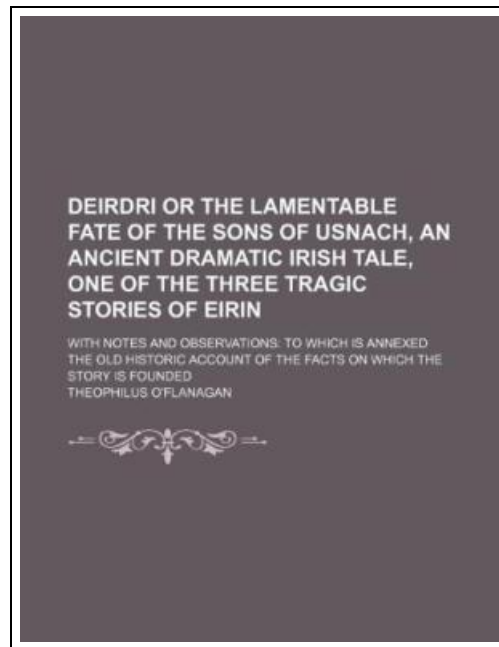 DEIRDRI OR THE LAMENTABLE
FATE OF THE SONS OF USNACH, AN
ANCIENT DRAMATIC IRISH TALE,
ONE OF THE THREE TRAGIC
STORIES OF EIRIN
WITH NOTES AND OBSERVATIONS: TO WHICH IS ANNEXED
THE OLD HISTORIC ACCOUNT OF THE FACTS ON WHICH THE
STORY IS FOUNDED
THEOPHILUS O'FLANAGAN